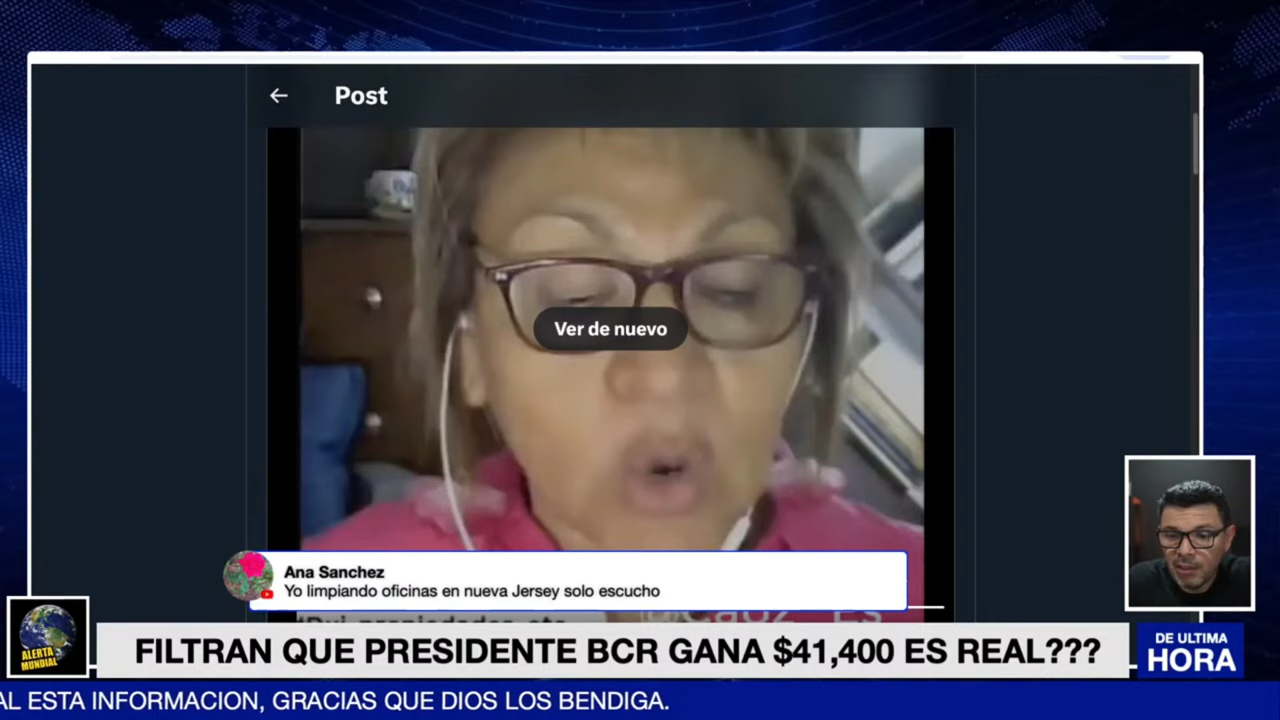 Post
Ver de nuevo
Ana Sanchez
Yo limpiando oficinas en nueva Jersey solo escucho
ALERTA
MUNDIAL
FILTRAN QUE PRESIDENTE BCR GANA $41,400 ES REAL???
DE ULTIMA
HORA
AL ESTA INFORMACION, GRACIAS QUE DIOS LOS BENDIGA.